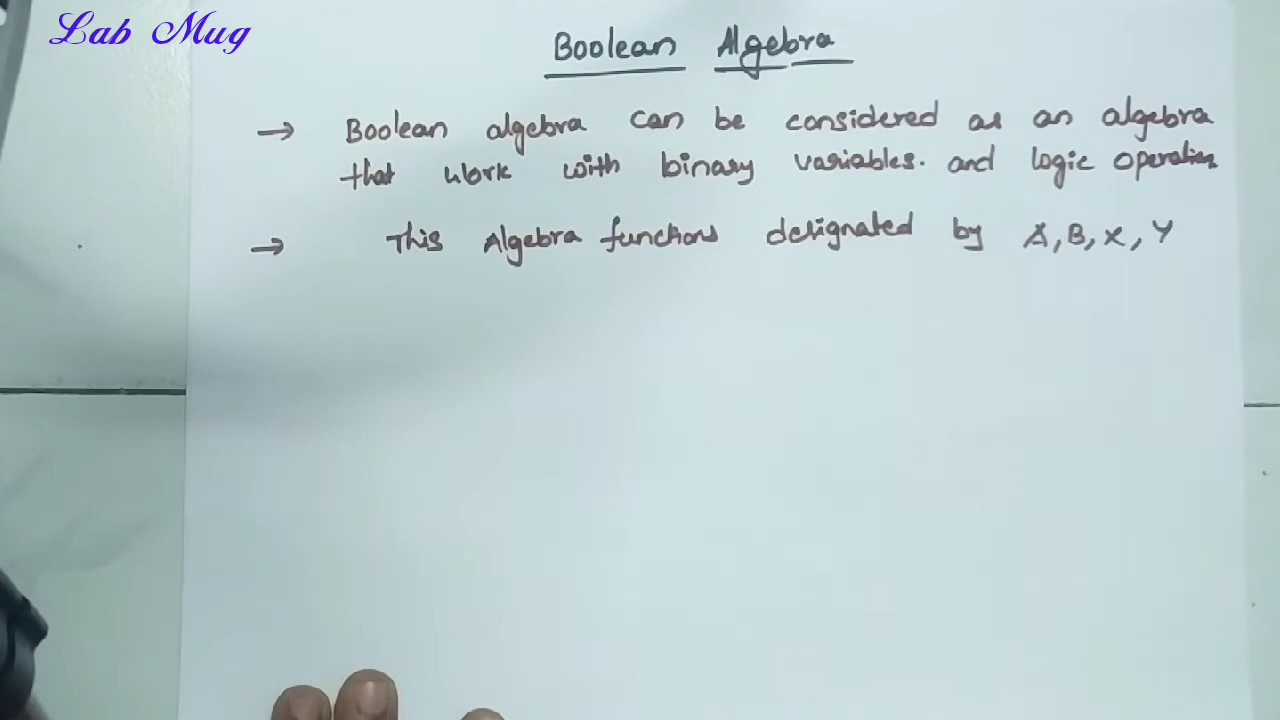 Lab Mug
Boolean Algebra
→ Boolean algebra can be considered as an algebra
that work with binary variables. and logic operations
→ This Algebra functions designated by A, B, X, Y